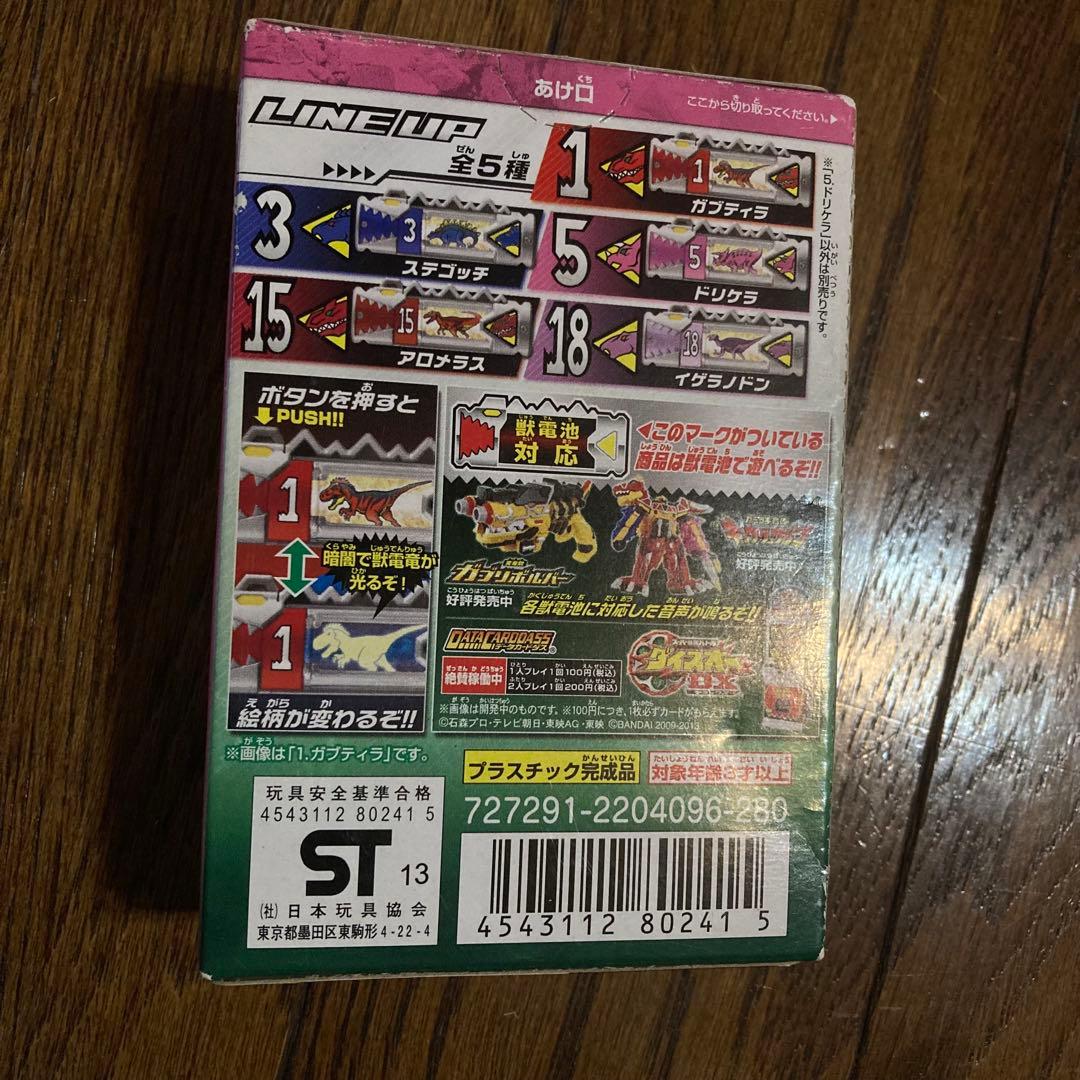 あけ口
ここから切り取ってください。▶
LINE UP
全5種
1
1
ガブティラ
3
3
ステゴッチ
5
5
ドリケラ
15
15
アロメラス
18
18
イゲラノドン
※「5.ドリケラ」以外は別売りです。
ボタンを押すと
PUSH!!
1
暗闇で獣電竜が
光るぞ!
1
絵柄が変わるぞ!!
※画像は「1.ガブティラ」です。
獣電池
対応
◀このマークがついている
商品は獣電池で遊べるぞ!!
ガブリボルバー
好評発売中
好評発売中
各獣電池に対応した音声が鳴るぞ!!
DATA CARDDASS
データカードダス
絶賛稼働中
1人プレイ1回100円(税込)
2人プレイ1回200円(税込)
ダイスオー
DX
※画像は開発中のものです。※100円につき、1枚必ずカードがもらえます。
©石森プロ・テレビ朝日・東映AG・東映 ©BANDAI 2009-2013
プラスチック完成品
対象年齢3才以上
727291-2204096-280
玩具安全基準合格
4543112 80241 5
ST 13
(社)日本玩具協会
東京都墨田区東駒形4-22-4
4543112 80241 5